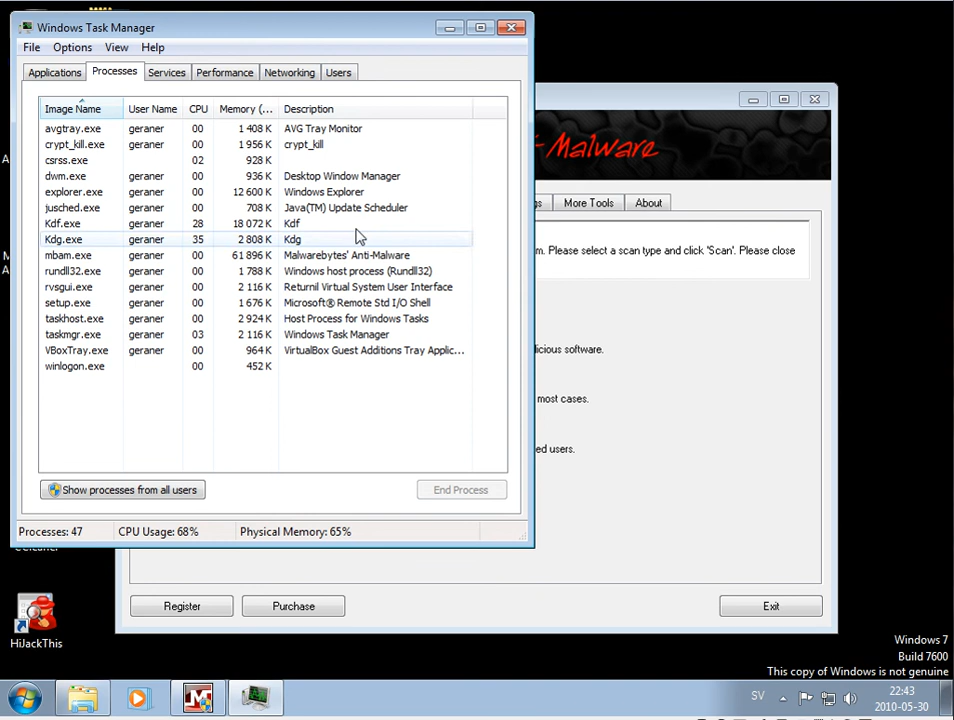 Windows Task Manager
File Options View Help
Applications Processes Services Performance Networking Users
Image Name User Name CPU Memory (... Description
avgtray.exe geraner 00 1 408 K AVG Tray Monitor
crypt_kill.exe geraner 00 1 956 K crypt_kill
csrss.exe 02 928 K
dwm.exe geraner 00 936 K Desktop Window Manager
explorer.exe geraner 00 12 600 K Windows Explorer
jusched.exe geraner 00 708 K Java(TM) Update Scheduler
Kdf.exe geraner 28 18 072 K Kdf
Kdg.exe geraner 35 2 808 K Kdg
mbam.exe geraner 00 61 896 K Malwarebytes' Anti-Malware
rundll32.exe geraner 00 1 788 K Windows host process (Rundll32)
rvsgui.exe geraner 00 2 116 K Returnil Virtual System User Interface
setup.exe geraner 00 1 676 K Microsoft® Remote Std I/O Shell
taskhost.exe geraner 00 2 924 K Host Process for Windows Tasks
taskmgr.exe geraner 03 2 116 K Windows Task Manager
VBoxTray.exe geraner 00 964 K VirtualBox Guest Additions Tray Applic...
winlogon.exe 00 452 K
Show processes from all users End Process
Processes: 47 CPU Usage: 68% Physical Memory: 65%
-Malware
gs More Tools About
m. Please select a scan type and click 'Scan'. Please close
licious software.
most cases.
ed users.
Register Purchase Exit
HiJackThis
Windows 7
Build 7600
This copy of Windows is not genuine
SV
22:43
2010-05-30